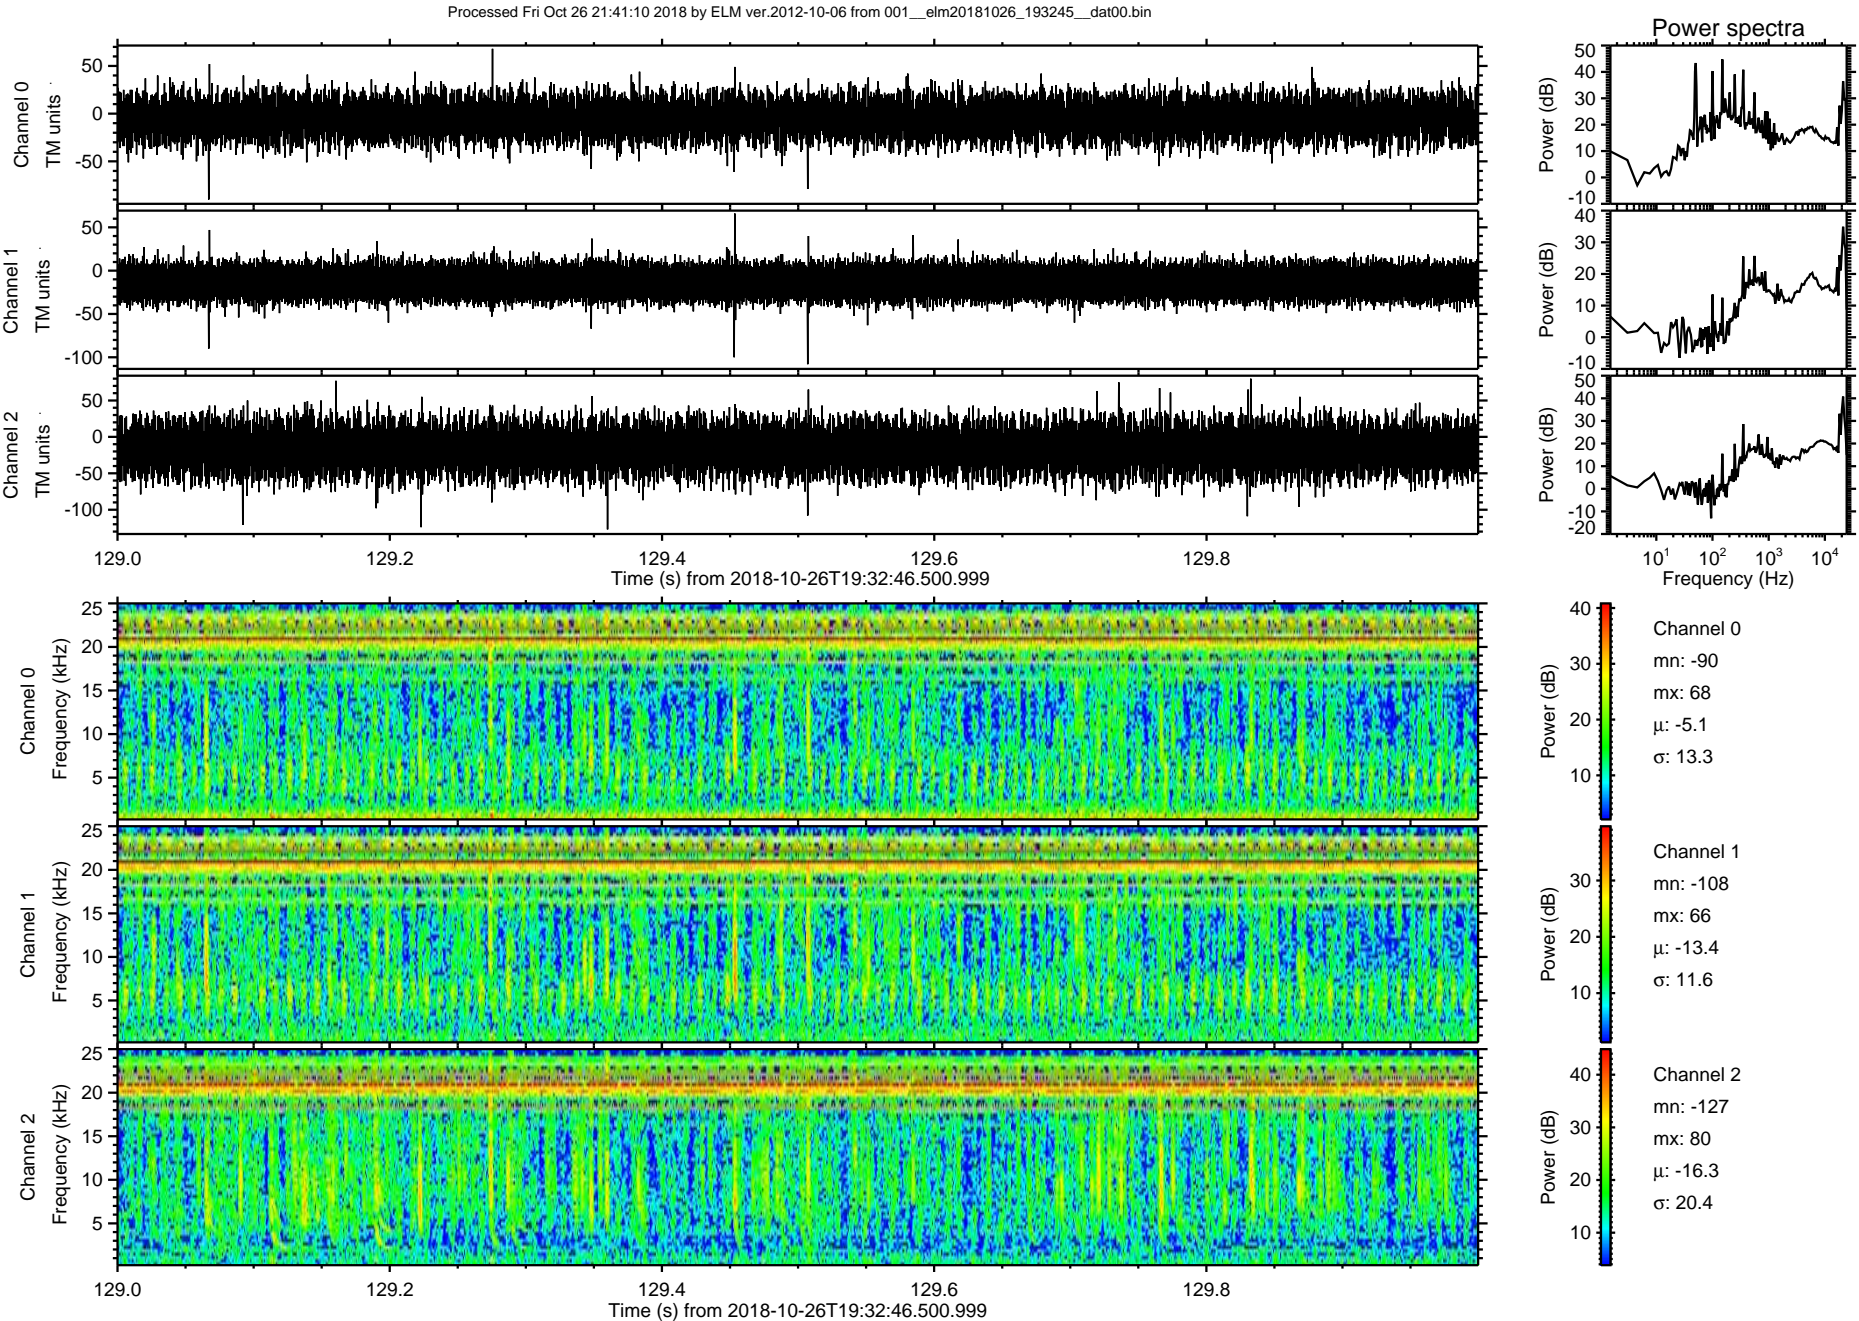 Processed Fri Oct 26 21:41:10 2018 by ELM ver.2012-10-06 from 001__elm20181026_193245__dat00.bin
Power spectra
Channel 0
TM units
50
0
-50
Power (dB)
50
40
30
20
10
0
-10
Channel 1
TM units
50
0
-50
-100
Power (dB)
40
30
20
10
0
-10
Channel 2
TM units
50
0
-50
-100
Power (dB)
50
40
30
20
10
0
-10
-20
129.0 129.2 129.4 129.6 129.8
Time (s) from 2018-10-26T19:32:46.500.999
10^1 10^2 10^3 10^4
Frequency (Hz)
Channel 0
Frequency (kHz)
25
20
15
10
5
Power (dB)
40
30
20
10
Channel 0
mn: -90
mx: 68
μ: -5.1
σ: 13.3
Channel 1
Frequency (kHz)
25
20
15
10
5
Power (dB)
30
20
10
Channel 1
mn: -108
mx: 66
μ: -13.4
σ: 11.6
Channel 2
Frequency (kHz)
25
20
15
10
5
Power (dB)
40
30
20
10
Channel 2
mn: -127
mx: 80
μ: -16.3
σ: 20.4
129.0 129.2 129.4 129.6 129.8
Time (s) from 2018-10-26T19:32:46.500.999